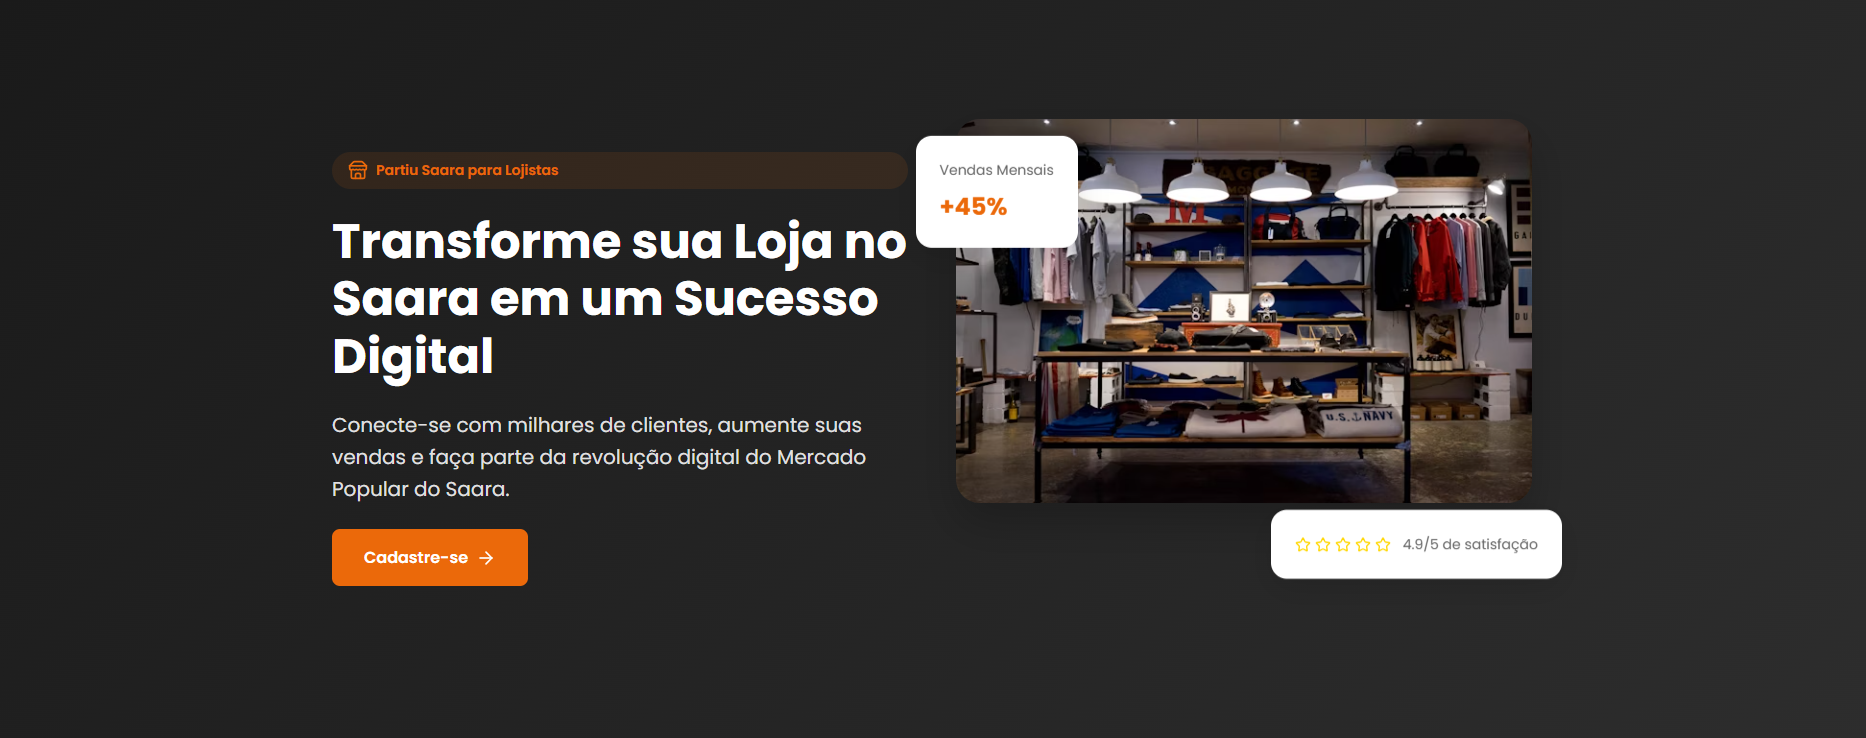 Partiu Saara para Lojistas
Transforme sua Loja no
Saara em um Sucesso
Digital
Conecte-se com milhares de clientes, aumente suas
vendas e faça parte da revolução digital do Mercado
Popular do Saara.
Cadastre-se
Vendas Mensais
+45%
M
U.S. NAVY
4.9/5 de satisfação